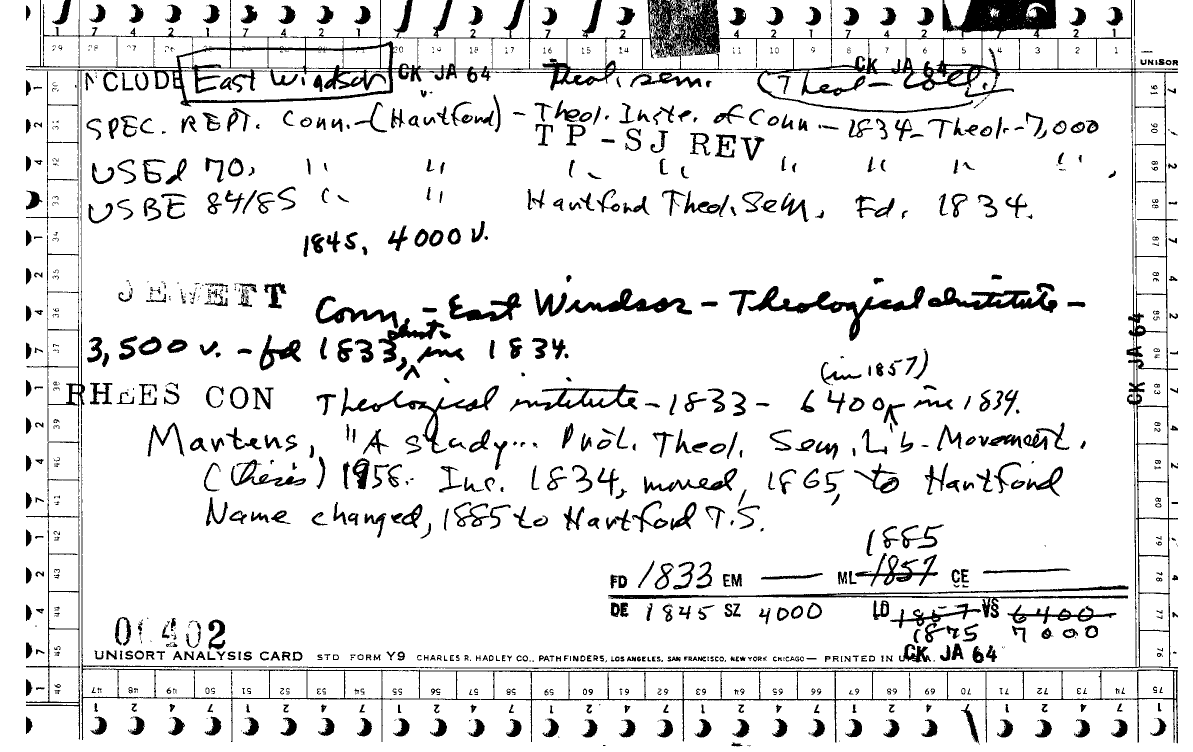 INCLUDE East Windsor CK JA 64 Theol. sem. (Theol - Coll.) CK JA 64
SPEC. REPT. Conn.-(Hartford) - Theol. Inste. of Conn - 1834 - Theol. - 7,000
TP - SJ REV
USEd 70, " " " " " " " " ,
USBE 84/85 " " Hartford Theol. Sem. Fd. 1834.
1845, 4000 v.
JEWETT Conn. - East Windsor - Theological Institute -
3,500 v. - fd 1833, inc 1834.
(in 1857)
RHEES CON Theological institute - 1833 - 6400, inc 1834.
Martens, "A study... Prot. Theol. Sem. Lib. Movement.
(thesis) 1958. Inc. 1834, moved, 1865, to Hartford
Name changed, 1885 to Hartford T.S.
1885
FD 1833 EM — ML 1857 CE —
DE 1845 SZ 4000 LD 1857 VS 6400
1875 7000
00402
CK JA 64
UNISORT ANALYSIS CARD STD FORM Y9 CHARLES R. HADLEY CO., PATHFINDERS, LOS ANGELES, SAN FRANCISCO, NEW YORK CHICAGO — PRINTED IN U.S.A.
CK JA 64
UNISOR